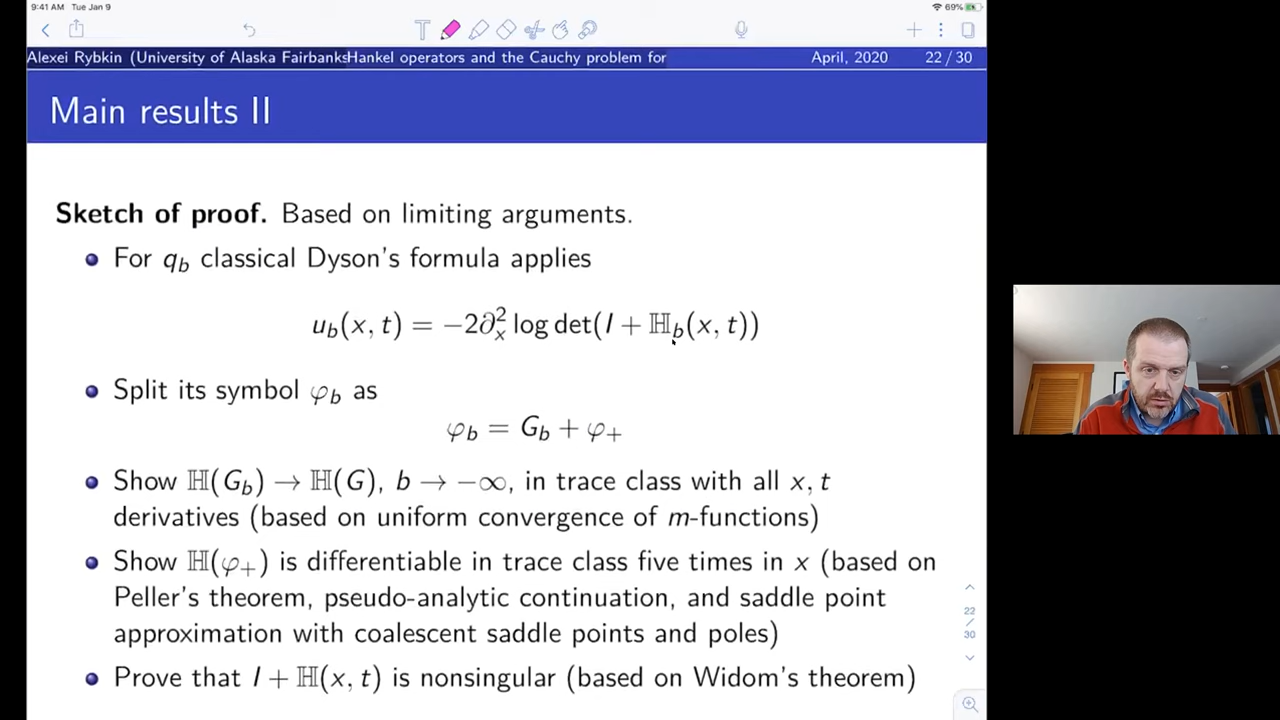 9:41 AM Tue Jan 9
69%
Alexei Rybkin (University of Alaska Fairbanks Hankel operators and the Cauchy problem for April, 2020 22 / 30
Main results II
Sketch of proof. Based on limiting arguments.
For q_b classical Dyson's formula applies
u_b(x, t) = −2∂_x^2 log det(I + ℍ_b(x, t))
Split its symbol φ_b as
φ_b = G_b + φ_+
Show ℍ(G_b) → ℍ(G), b → −∞, in trace class with all x, t
derivatives (based on uniform convergence of m-functions)
Show ℍ(φ_+) is differentiable in trace class five times in x (based on
Peller's theorem, pseudo-analytic continuation, and saddle point
approximation with coalescent saddle points and poles)
Prove that I + ℍ(x, t) is nonsingular (based on Widom's theorem)
22
/
30